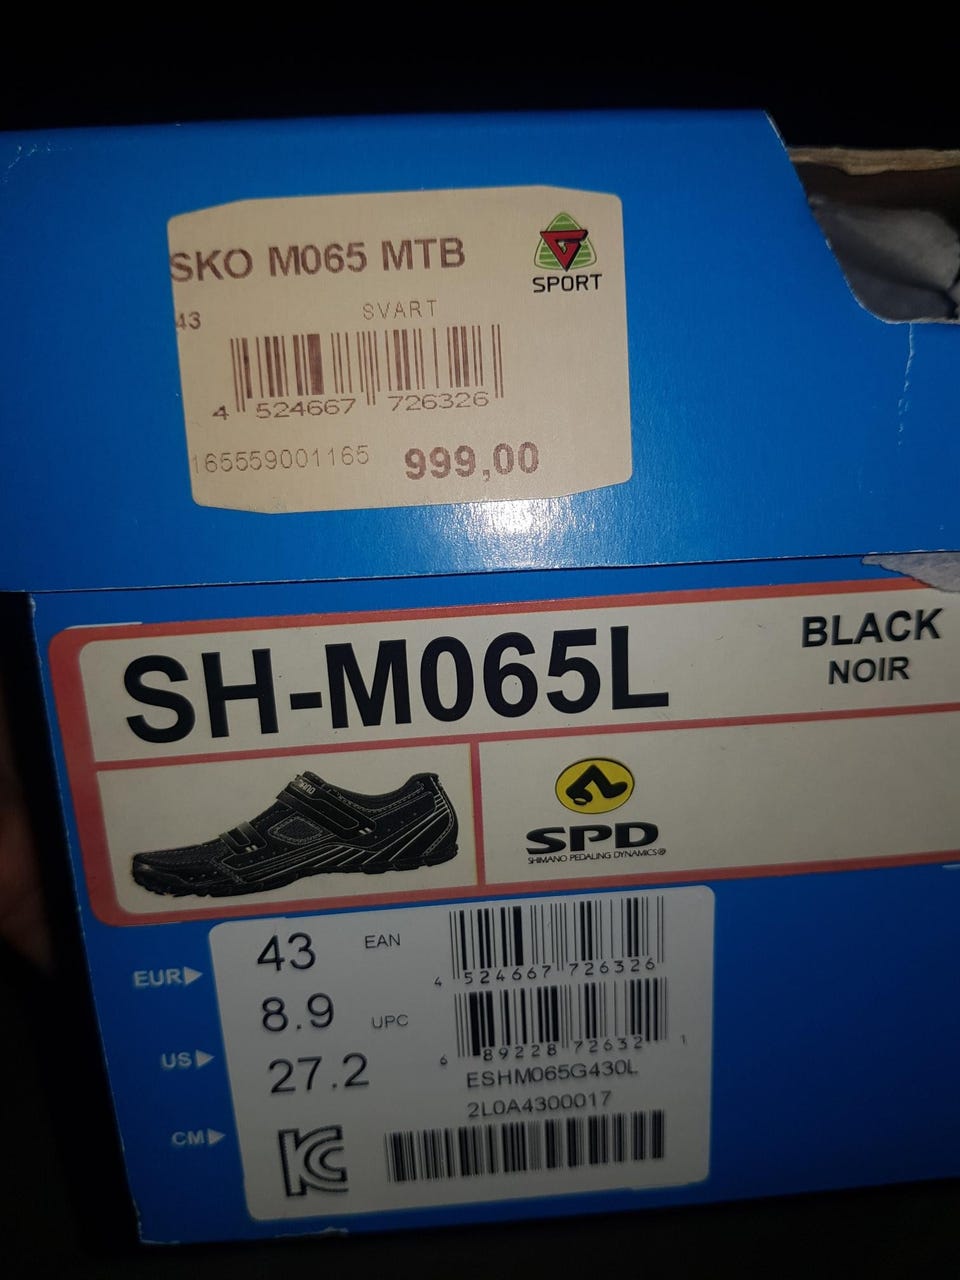 SKO M065 MTB
SPORT
SVART
43
4 524667 726326
165559001165
999,00
SH-M065L
BLACK
NOIR
SPD
SHIMANO PEDALING DYNAMICS®
EUR 43
EAN
4 524667 726326
US 8.9
UPC
6 89228 72632 1
CM 27.2
ESHM065G430L
2L0A4300017